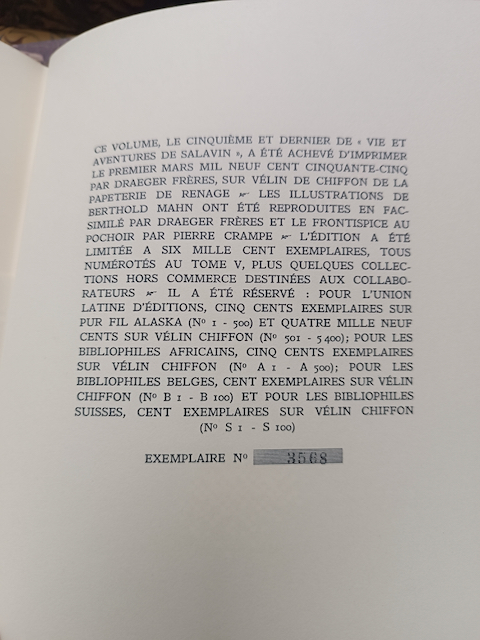 CE VOLUME, LE CINQUIÈME ET DERNIER DE « VIE ET
AVENTURES DE SALAVIN », A ÉTÉ ACHEVÉ D'IMPRIMER
LE PREMIER MARS MIL NEUF CENT CINQUANTE-CINQ
PAR DRAEGER FRÈRES, SUR VÉLIN DE CHIFFON DE LA
PAPETERIE DE RENAGE ~ LES ILLUSTRATIONS DE
BERTHOLD MAHN ONT ÉTÉ REPRODUITES EN FAC-
SIMILÉ PAR DRAEGER FRÈRES ET LE FRONTISPICE AU
POCHOIR PAR PIERRE CRAMPE ~ L'ÉDITION A ÉTÉ
LIMITÉE A SIX MILLE CENT EXEMPLAIRES, TOUS
NUMÉROTÉS AU TOME V, PLUS QUELQUES COLLEC-
TIONS HORS COMMERCE DESTINÉES AUX COLLABO-
RATEURS ~ IL A ÉTÉ RÉSERVÉ : POUR L'UNION
LATINE D'ÉDITIONS, CINQ CENTS EXEMPLAIRES SUR
PUR FIL ALASKA (Nº 1 - 500) ET QUATRE MILLE NEUF
CENTS SUR VÉLIN CHIFFON (Nº 501 - 5400); POUR LES
BIBLIOPHILES AFRICAINS, CINQ CENTS EXEMPLAIRES
SUR VÉLIN CHIFFON (Nº A 1 - A 500); POUR LES
BIBLIOPHILES BELGES, CENT EXEMPLAIRES SUR VÉLIN
CHIFFON (Nº B 1 - B 100) ET POUR LES BIBLIOPHILES
SUISSES, CENT EXEMPLAIRES SUR VÉLIN CHIFFON
(Nº S 1 - S 100)
EXEMPLAIRE Nº 3568